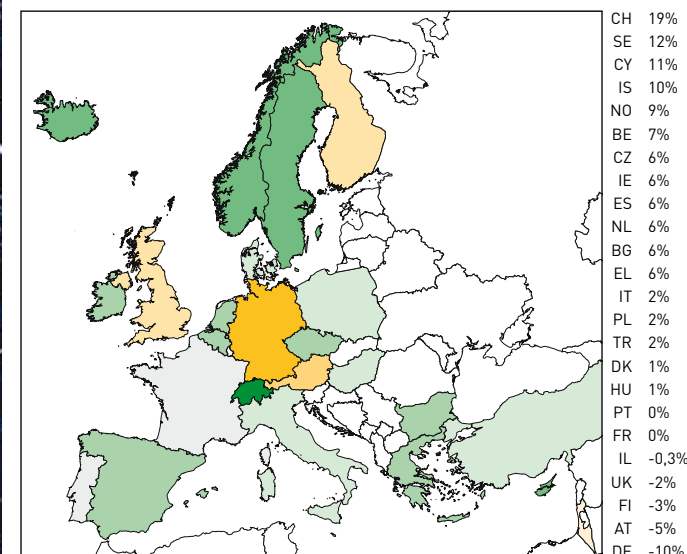 CH 19%
SE 12%
CY 11%
IS 10%
NO 9%
BE 7%
CZ 6%
IE 6%
ES 6%
NL 6%
BG 6%
EL 6%
IT 2%
PL 2%
TR 2%
DK 1%
HU 1%
PT 0%
FR 0%
IL -0,3%
UK -2%
FI -3%
AT -5%
DE -10%